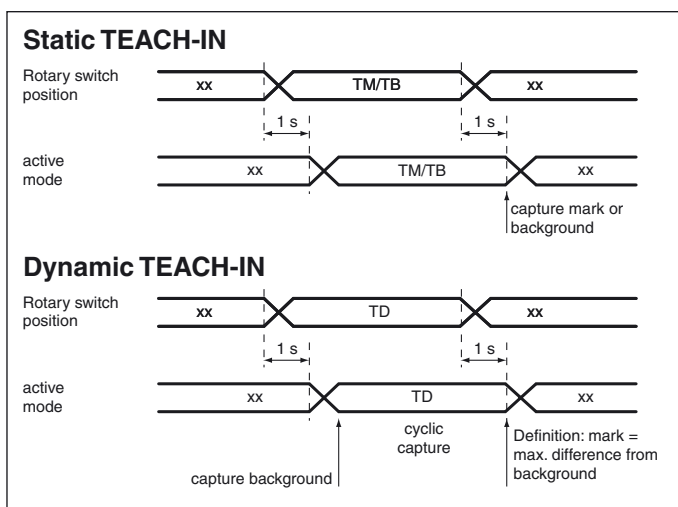 Static TEACH-IN
Rotary switch
position
xx TM/TB xx
1 s 1 s
active
mode
xx TM/TB xx
capture mark or
background
Dynamic TEACH-IN
Rotary switch
position
xx TD xx
1 s 1 s
active
mode
xx TD xx
cyclic
capture
capture background
Definition: mark =
max. difference from
background